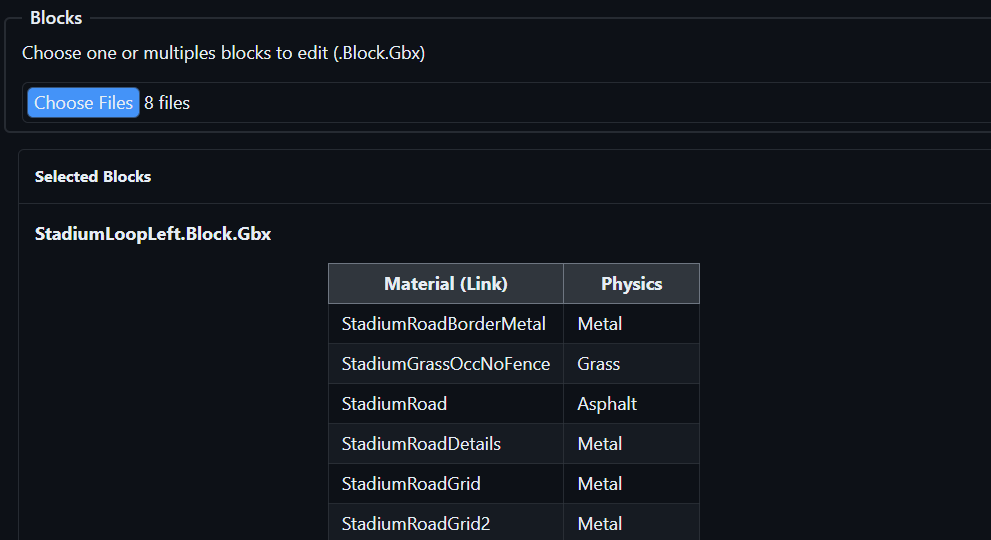 Blocks
Choose one or multiples blocks to edit (.Block.Gbx)
Choose Files 8 files
Selected Blocks
StadiumLoopLeft.Block.Gbx
Material (Link) Physics
StadiumRoadBorderMetal Metal
StadiumGrassOccNoFence Grass
StadiumRoad Asphalt
StadiumRoadDetails Metal
StadiumRoadGrid Metal
StadiumRoadGrid2 Metal